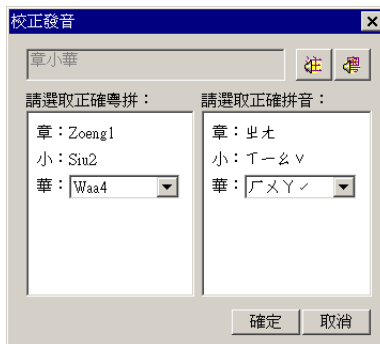 校正發音
章小華
注
請選取正確粵拼：
請選取正確拼音：
章：Zoeng1
小：Siu2
華：Waa4
章：ㄓㄤ
小：ㄒㄧㄠˇ
華：ㄏㄨㄚˊ
確定
取消